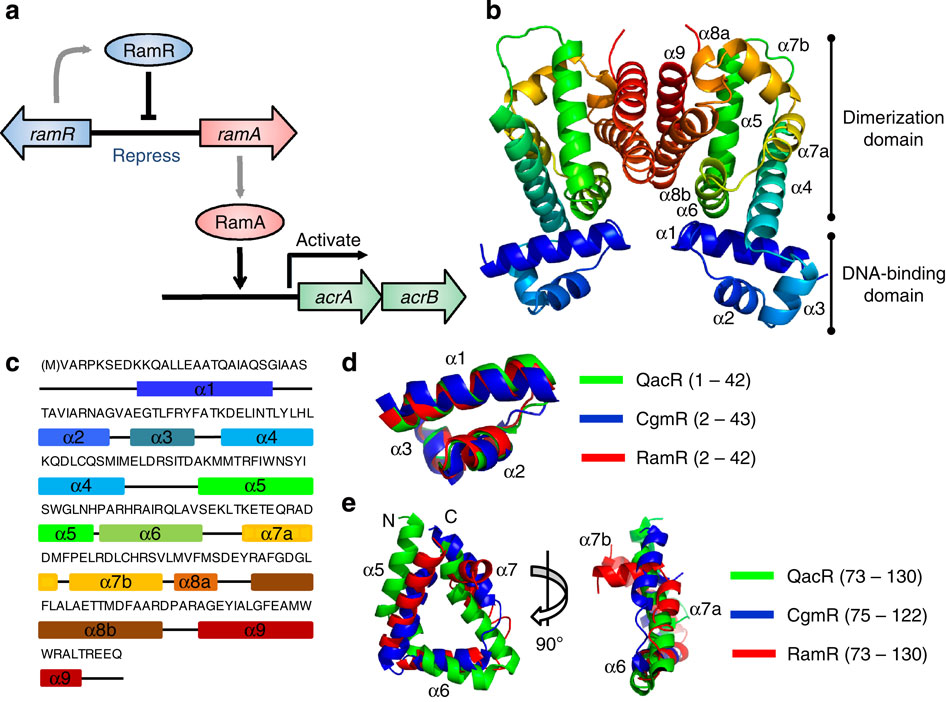 a
RamR
ramR
ramA
Repress
RamA
Activate
acrA
acrB
b
α8a
α7b
α9
α5
Dimerization
domain
α7a
α4
α8b
α6
α1
DNA-binding
domain
α2
α3
c
(M)VARPKSEDKKQALLEAATQAIAQSGIAAS
α1
TAVIARNAGVAEGTLFRYFATKDELINTLYLHL
α2
α3
α4
KQDLCQSMIMELDRSITDAKMMTRFIWNSYI
α4
α5
SWGLNHPARHRAIRQLAVSEKLTKETEQRAD
α5
α6
α7a
DMFPELRDLCHRSVLMVFMSDEYRAFGDGL
α7b
α8a
FLALAETTMDFAARDPARAGEYIALGFEAMW
α8b
α9
WRALTREEQ
α9
d
α1
α3
α2
QacR (1 – 42)
CgmR (2 – 43)
RamR (2 – 42)
e
N
C
α5
α7
α6
90°
α7b
α7a
α6
QacR (73 – 130)
CgmR (75 – 122)
RamR (73 – 130)